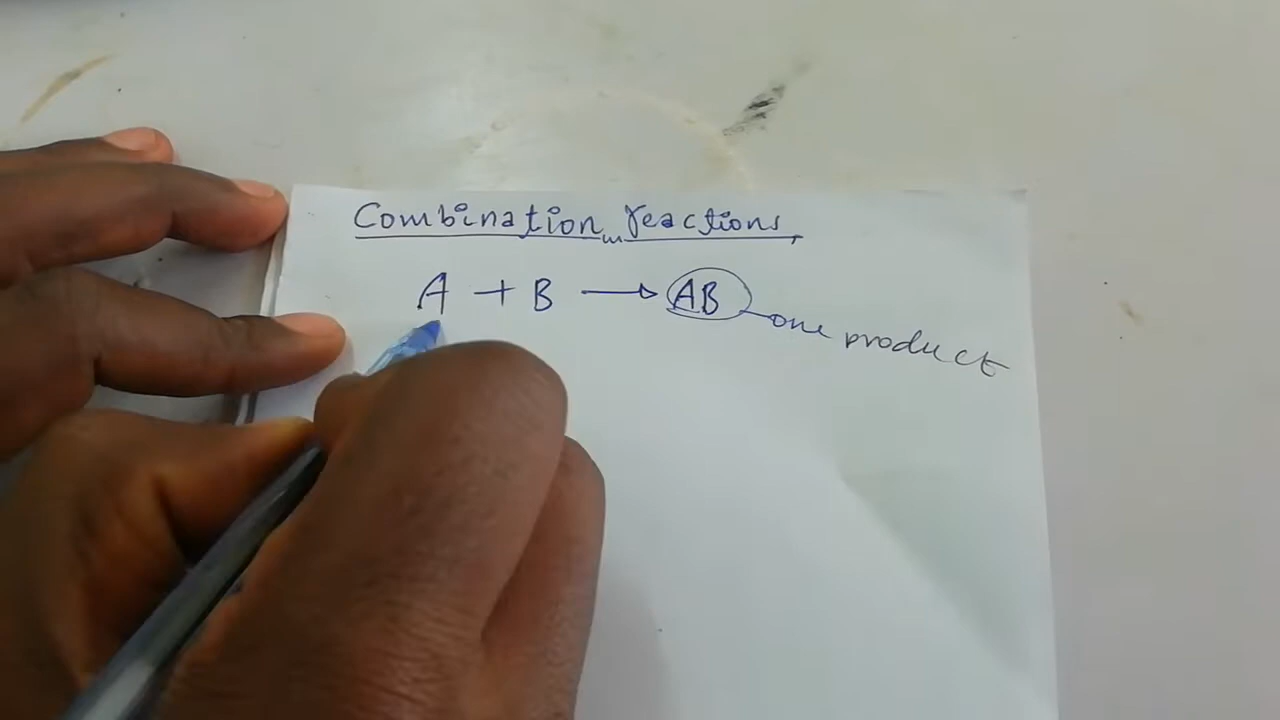 Combination reactions
A + B → AB one product